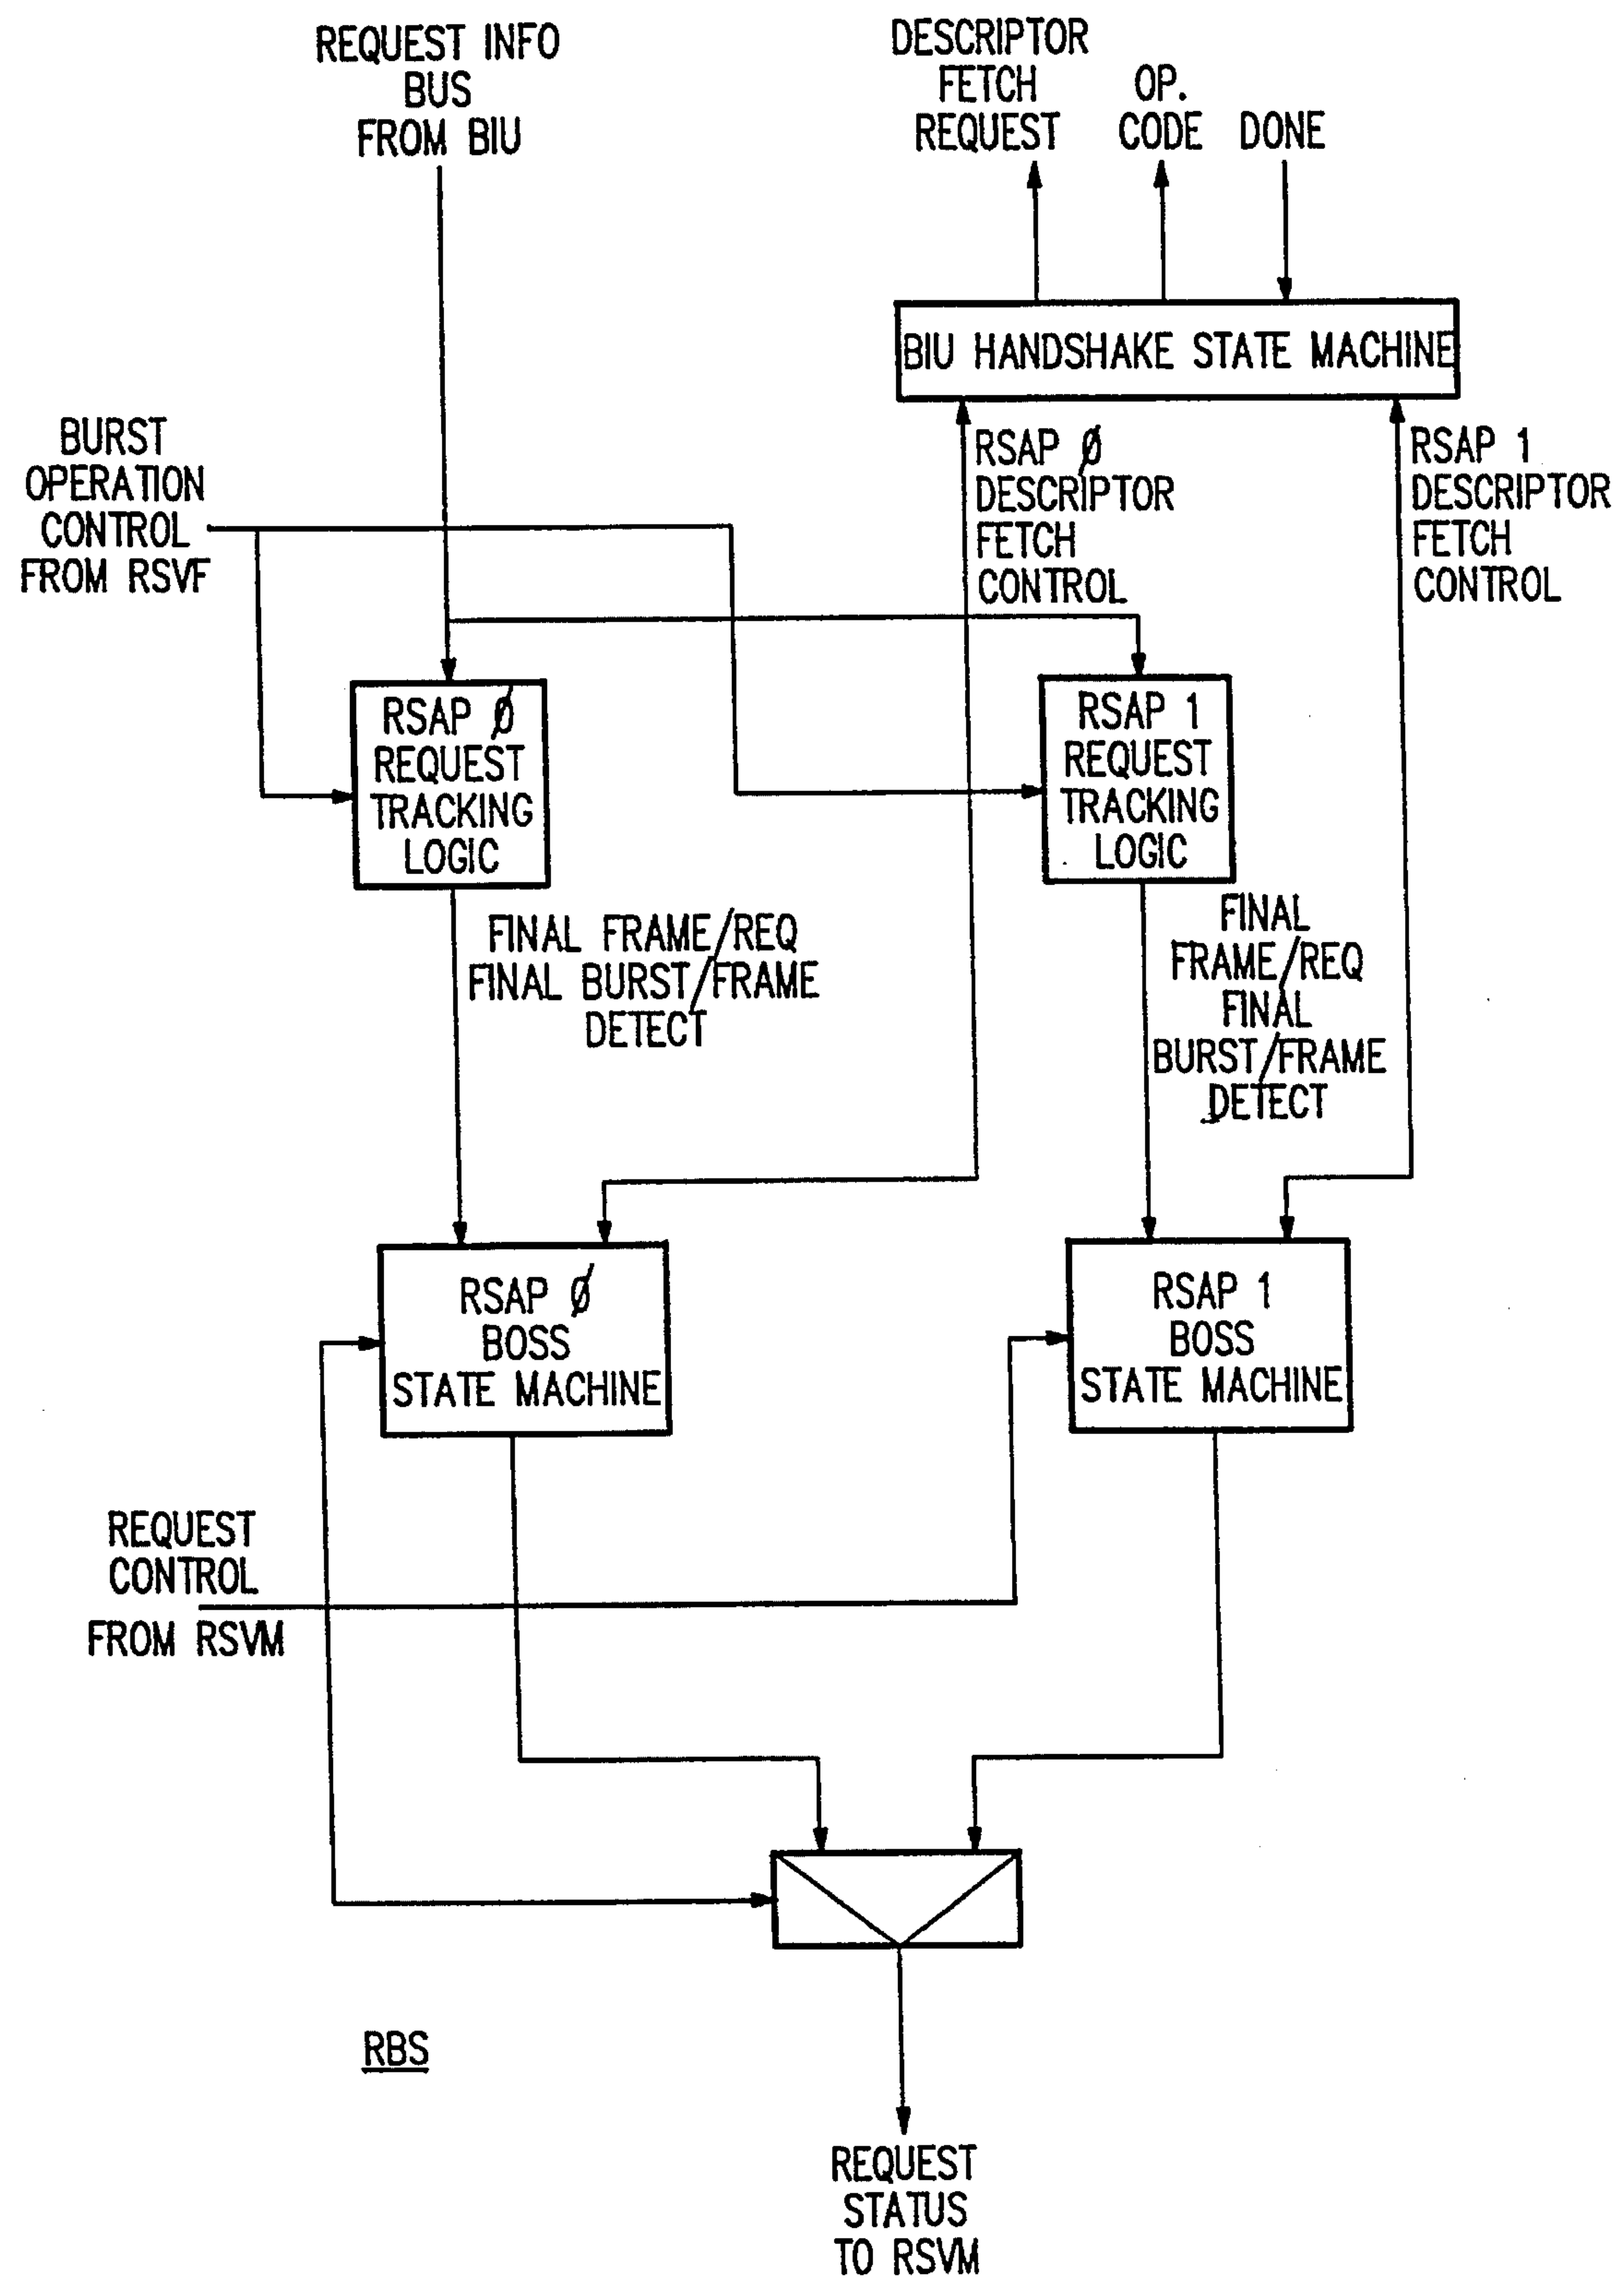 REQUEST INFO
BUS
FROM BIU
DESCRIPTOR
FETCH
REQUEST
OP.
CODE
DONE
BIU HANDSHAKE STATE MACHINE
BURST
OPERATION
CONTROL
FROM RSVF
RSAP Ø
DESCRIPTOR
FETCH
CONTROL
RSAP 1
DESCRIPTOR
FETCH
CONTROL
RSAP Ø
REQUEST
TRACKING
LOGIC
RSAP 1
REQUEST
TRACKING
LOGIC
FINAL FRAME/REQ
FINAL BURST/FRAME
DETECT
FINAL
FRAME/REQ
FINAL
BURST/FRAME
DETECT
RSAP Ø
BOSS
STATE MACHINE
RSAP 1
BOSS
STATE MACHINE
REQUEST
CONTROL
FROM RSVM
RBS
REQUEST
STATUS
TO RSVM